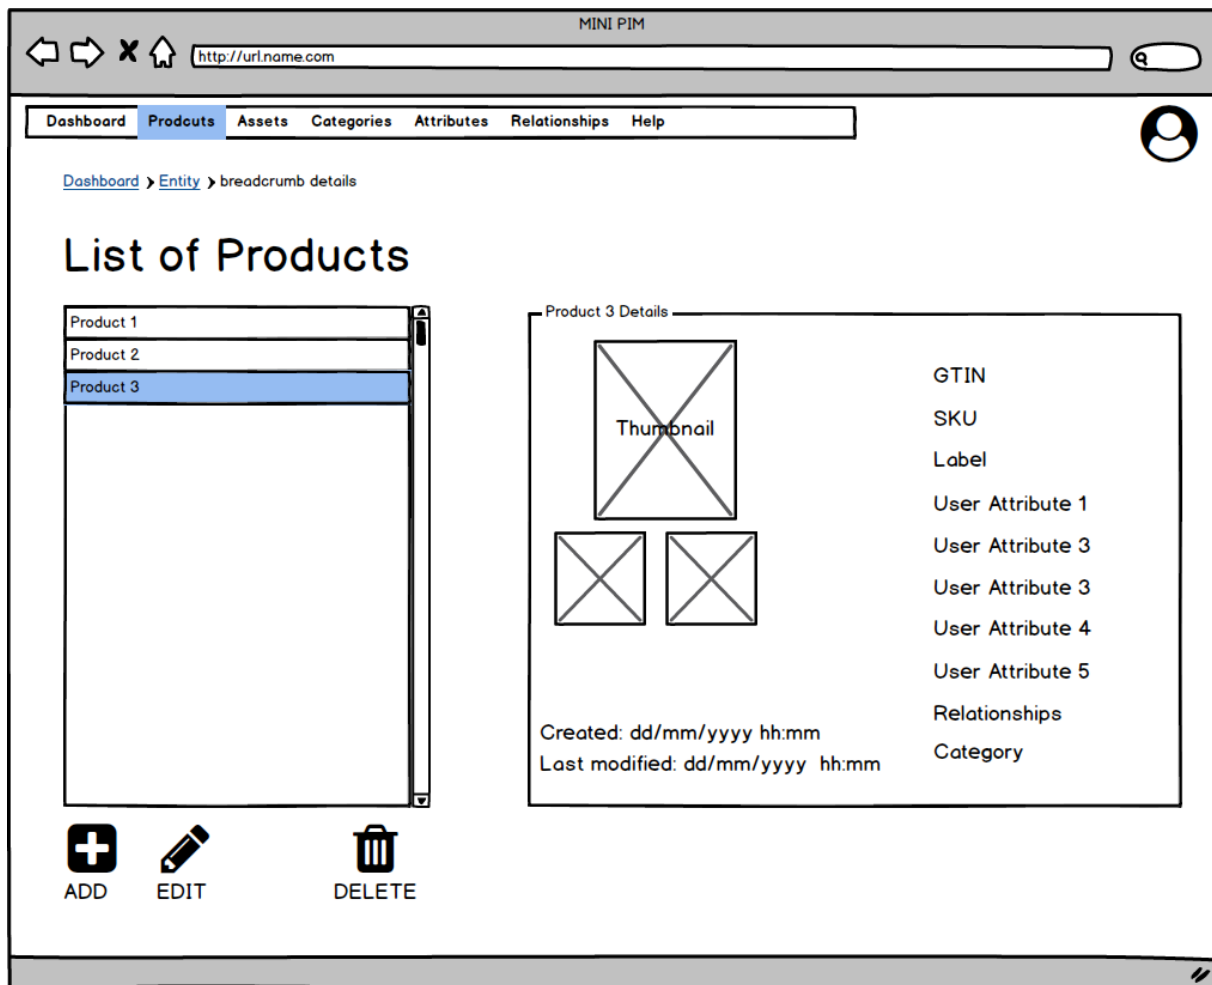 MINI PIM
http://url.name.com
Dashboard Prodcuts Assets Categories Attributes Relationships Help
Dashboard Entity breadcrumb details
List of Products
Product 1
Product 2
Product 3
Product 3 Details
Thumbnail
Created: dd/mm/yyyy hh:mm
Last modified: dd/mm/yyyy hh:mm
GTIN
SKU
Label
User Attribute 1
User Attribute 3
User Attribute 3
User Attribute 4
User Attribute 5
Relationships
Category
ADD EDIT DELETE